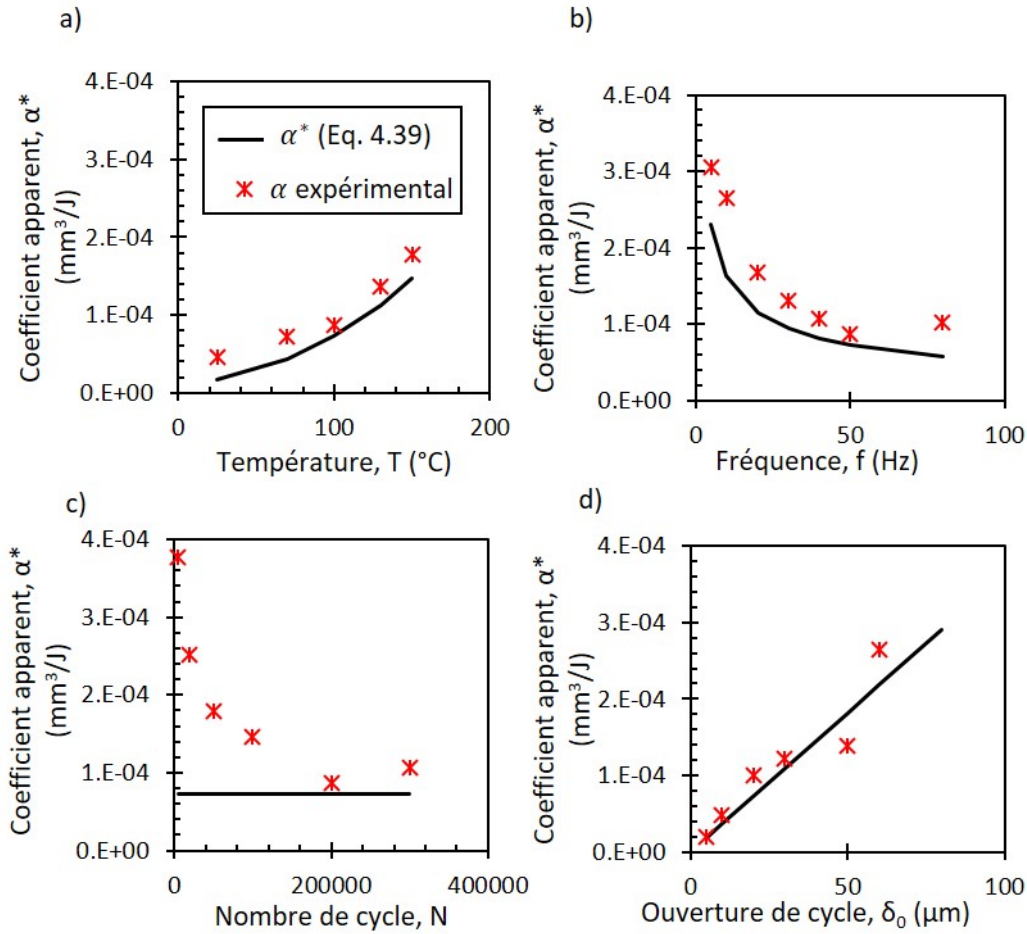 a)
Coefficient apparent, α*
(mm³/J)
4.E-04
3.E-04
2.E-04
1.E-04
0.E+00
α* (Eq. 4.39)
α expérimental
0
100
200
Température, T (°C)
b)
Coefficient apparent, α*
(mm³/J)
4.E-04
3.E-04
2.E-04
1.E-04
0.E+00
0
50
100
Fréquence, f (Hz)
c)
Coefficient apparent, α*
(mm³/J)
4.E-04
3.E-04
2.E-04
1.E-04
0.E+00
0
200000
400000
Nombre de cycle, N
d)
Coefficient apparent, α*
(mm³/J)
4.E-04
3.E-04
2.E-04
1.E-04
0.E+00
0
50
100
Ouverture de cycle, δ₀ (μm)